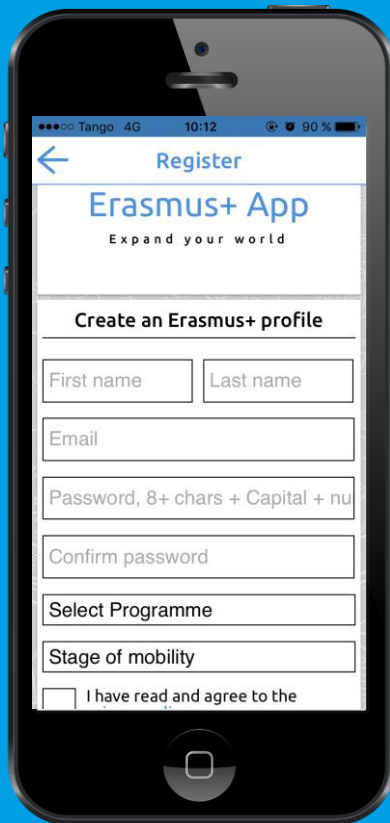 Tango 4G 10:12 90 %
Register
Erasmus+ App
Expand your world
Create an Erasmus+ profile
First name Last name
Email
Password, 8+ chars + Capital + nu
Confirm password
Select Programme
Stage of mobility
I have read and agree to the